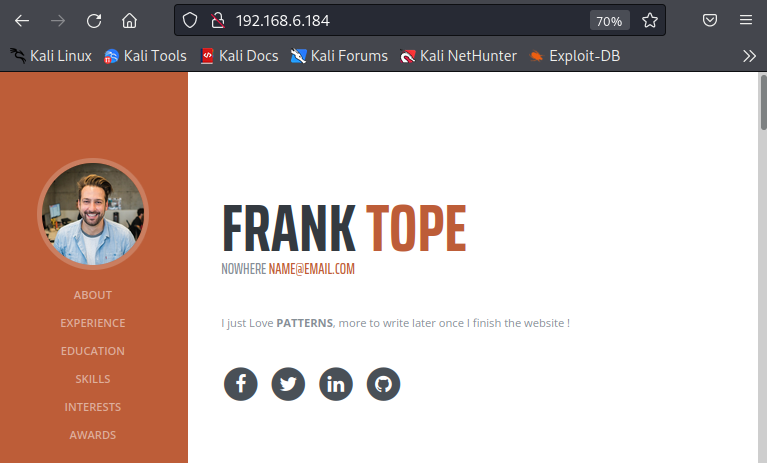 192.168.6.184
70%
Kali Linux Kali Tools Kali Docs Kali Forums Kali NetHunter Exploit-DB
FRANK TOPE
NOWHERE NAME@EMAIL.COM
I just Love PATTERNS, more to write later once I finish the website !
ABOUT
EXPERIENCE
EDUCATION
SKILLS
INTERESTS
AWARDS